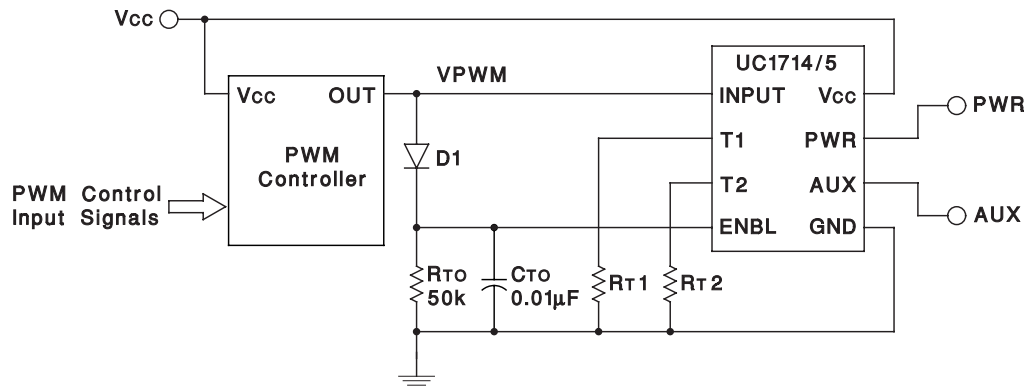 VCC
UC1714/5
VPWM
VCC OUT
INPUT VCC
PWR
T1 PWR
D1
PWM
Controller
T2 AUX
PWM Control
Input Signals
AUX
ENBL GND
RTO
50k
CTO
0.01µF
RT1
RT2